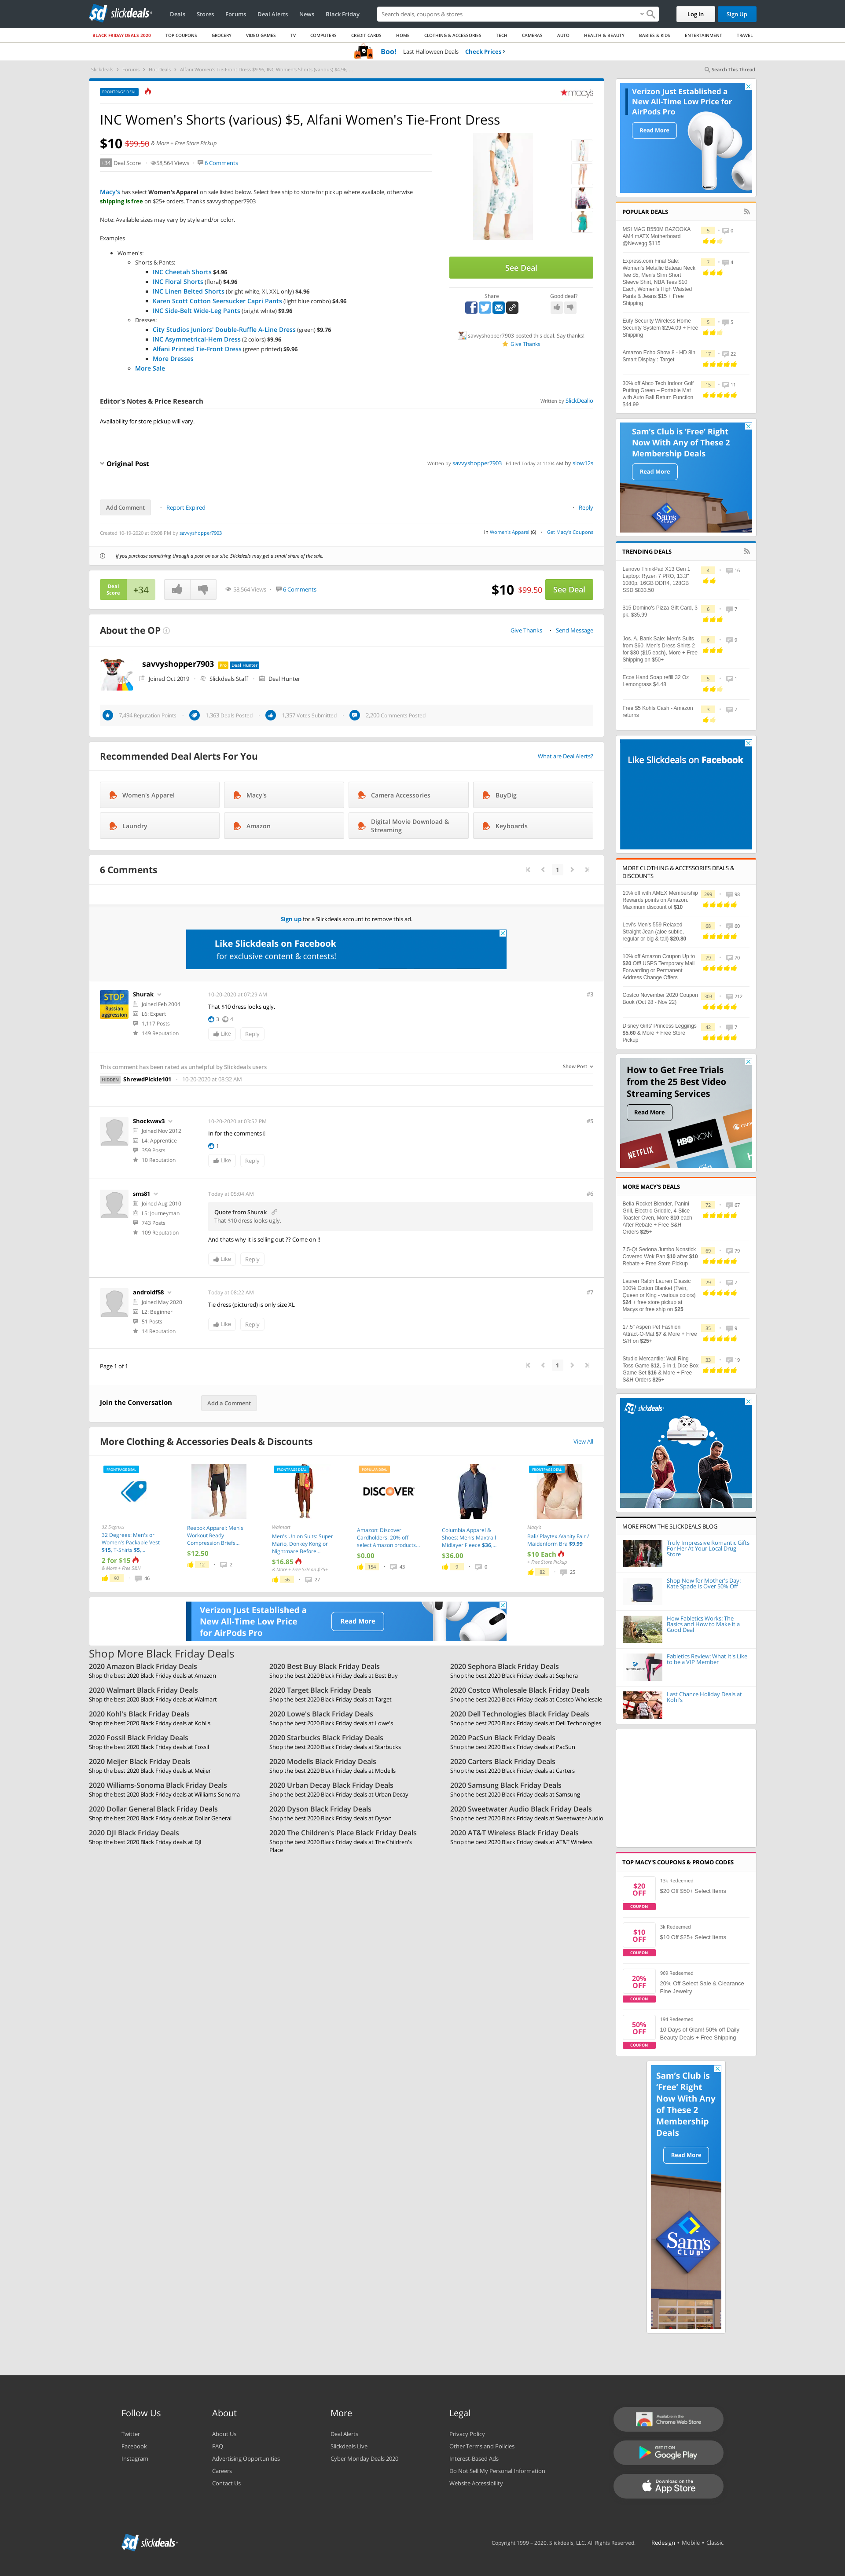 slickdeals
Deals
Stores
Forums
Deal Alerts
News
Black Friday
Search deals, coupons & stores
Log In
Sign Up
BLACK FRIDAY DEALS 2020
TOP COUPONS
GROCERY
VIDEO GAMES
TV
COMPUTERS
CREDIT CARDS
HOME
CLOTHING & ACCESSORIES
TECH
CAMERAS
AUTO
HEALTH & BEAUTY
BABIES & KIDS
ENTERTAINMENT
TRAVEL
Boo! Last Halloween Deals Check Prices
Slickdeals
Forums
Hot Deals
Alfani Women's Tie-Front Dress $9.96, INC Women's Shorts (various) $4.96, ...
Search This Thread
FRONTPAGE DEAL
macys
INC Women's Shorts (various) $5, Alfani Women's Tie-Front Dress
$10 $99.50 & More + Free Store Pickup
+34 Deal Score
58,564 Views
6 Comments
Macy's has select Women's Apparel on sale listed below. Select free ship to store for pickup where available, otherwise
shipping is free on $25+ orders. Thanks savvyshopper7903
Note: Available sizes may vary by style and/or color.
Examples
Women's:
Shorts & Pants:
INC Cheetah Shorts $4.96
INC Floral Shorts (floral) $4.96
INC Linen Belted Shorts (bright white, Xl, XXL only) $4.96
Karen Scott Cotton Seersucker Capri Pants (light blue combo) $4.96
INC Side-Belt Wide-Leg Pants (bright white) $9.96
Dresses:
City Studios Juniors' Double-Ruffle A-Line Dress (green) $9.76
INC Asymmetrical-Hem Dress (2 colors) $9.96
Alfani Printed Tie-Front Dress (green printed) $9.96
More Dresses
More Sale
See Deal
Share
Good deal?
savvyshopper7903 posted this deal. Say thanks!
Give Thanks
Editor's Notes & Price Research
Written by SlickDealio
Availability for store pickup will vary.
Original Post
Written by savvyshopper7903 Edited Today at 11:04 AM by slow12s
Add Comment
Report Expired
Reply
Created 10-19-2020 at 09:08 PM by savvyshopper7903
in Women's Apparel (6)
Get Macy's Coupons
If you purchase something through a post on our site, Slickdeals may get a small share of the sale.
Deal Score
+34
58,564 Views
6 Comments
$10 $99.50
See Deal
About the OP
Give Thanks
Send Message
savvyshopper7903 Pro Deal Hunter
Joined Oct 2019
Slickdeals Staff
Deal Hunter
7,494 Reputation Points
1,363 Deals Posted
1,357 Votes Submitted
2,200 Comments Posted
Recommended Deal Alerts For You
What are Deal Alerts?
Women's Apparel
Macy's
Camera Accessories
BuyDig
Laundry
Amazon
Digital Movie Download & Streaming
Keyboards
6 Comments
1
Sign up for a Slickdeals account to remove this ad.
Like Slickdeals on Facebook
for exclusive content & contests!
STOP
Russian
aggression
Shurak
Joined Feb 2004
L6: Expert
1,117 Posts
149 Reputation
10-20-2020 at 07:29 AM
#3
That $10 dress looks ugly.
3
4
Like
Reply
This comment has been rated as unhelpful by Slickdeals users
Show Post
HIDDEN ShrewdPickle101
10-20-2020 at 08:32 AM
Shockwav3
Joined Nov 2012
L4: Apprentice
359 Posts
10 Reputation
10-20-2020 at 03:52 PM
#5
In for the comments
1
Like
Reply
sms81
Joined Aug 2010
L5: Journeyman
743 Posts
109 Reputation
Today at 05:04 AM
#6
Quote from Shurak
That $10 dress looks ugly.
And thats why it is selling out ?? Come on !!
Like
Reply
androidf58
Joined May 2020
L2: Beginner
51 Posts
14 Reputation
Today at 08:22 AM
#7
Tie dress (pictured) is only size XL
Like
Reply
Page 1 of 1
1
Join the Conversation
Add a Comment
More Clothing & Accessories Deals & Discounts
View All
FRONTPAGE DEAL
32 Degrees
32 Degrees: Men's or Women's Packable Vest $15, T-Shirts $5,...
2 for $15
& More + Free S&H
92
46
Reebok Apparel: Men's Workout Ready Compression Briefs...
$12.50
12
2
FRONTPAGE DEAL
Walmart
Men's Union Suits: Super Mario, Donkey Kong or Nightmare Before...
$16.85
& More + Free S/H on $35+
56
27
POPULAR DEAL
DISCOVER
Amazon: Discover Cardholders: 20% off select Amazon products...
$0.00
154
43
Columbia Apparel & Shoes: Men's Maxtrail Midlayer Fleece $36,...
$36.00
9
0
FRONTPAGE DEAL
Macy's
Bali/ Playtex /Vanity Fair / Maidenform Bra $9.99
$10 Each
+ Free Store Pickup
82
25
Verizon Just Established a
New All-Time Low Price
for AirPods Pro
Read More
Shop More Black Friday Deals
2020 Amazon Black Friday Deals
Shop the best 2020 Black Friday deals at Amazon
2020 Best Buy Black Friday Deals
Shop the best 2020 Black Friday deals at Best Buy
2020 Sephora Black Friday Deals
Shop the best 2020 Black Friday deals at Sephora
2020 Walmart Black Friday Deals
Shop the best 2020 Black Friday deals at Walmart
2020 Target Black Friday Deals
Shop the best 2020 Black Friday deals at Target
2020 Costco Wholesale Black Friday Deals
Shop the best 2020 Black Friday deals at Costco Wholesale
2020 Kohl's Black Friday Deals
Shop the best 2020 Black Friday deals at Kohl's
2020 Lowe's Black Friday Deals
Shop the best 2020 Black Friday deals at Lowe's
2020 Dell Technologies Black Friday Deals
Shop the best 2020 Black Friday deals at Dell Technologies
2020 Fossil Black Friday Deals
Shop the best 2020 Black Friday deals at Fossil
2020 Starbucks Black Friday Deals
Shop the best 2020 Black Friday deals at Starbucks
2020 PacSun Black Friday Deals
Shop the best 2020 Black Friday deals at PacSun
2020 Meijer Black Friday Deals
Shop the best 2020 Black Friday deals at Meijer
2020 Modells Black Friday Deals
Shop the best 2020 Black Friday deals at Modells
2020 Carters Black Friday Deals
Shop the best 2020 Black Friday deals at Carters
2020 Williams-Sonoma Black Friday Deals
Shop the best 2020 Black Friday deals at Williams-Sonoma
2020 Urban Decay Black Friday Deals
Shop the best 2020 Black Friday deals at Urban Decay
2020 Samsung Black Friday Deals
Shop the best 2020 Black Friday deals at Samsung
2020 Dollar General Black Friday Deals
Shop the best 2020 Black Friday deals at Dollar General
2020 Dyson Black Friday Deals
Shop the best 2020 Black Friday deals at Dyson
2020 Sweetwater Audio Black Friday Deals
Shop the best 2020 Black Friday deals at Sweetwater Audio
2020 DJI Black Friday Deals
Shop the best 2020 Black Friday deals at DJI
2020 The Children's Place Black Friday Deals
Shop the best 2020 Black Friday deals at The Children's
Place
2020 AT&T Wireless Black Friday Deals
Shop the best 2020 Black Friday deals at AT&T Wireless
Verizon Just Established a
New All-Time Low Price for
AirPods Pro
Read More
POPULAR DEALS
MSI MAG B550M BAZOOKA AM4 mATX Motherboard @Newegg $115
5
0
Express.com Final Sale: Women's Metallic Bateau Neck Tee $5, Men's Slim Short Sleeve Shirt, NBA Tees $10 Each, Women's High Waisted Pants & Jeans $15 + Free Shipping
7
4
Eufy Security Wireless Home Security System $294.09 + Free Shipping
5
5
Amazon Echo Show 8 - HD 8in Smart Display : Target
17
22
30% off Abco Tech Indoor Golf Putting Green – Portable Mat with Auto Ball Return Function $44.99
15
11
Sam's Club is 'Free' Right
Now With Any of These 2
Membership Deals
Read More
TRENDING DEALS
Lenovo ThinkPad X13 Gen 1 Laptop: Ryzen 7 PRO, 13.3" 1080p, 16GB DDR4, 128GB SSD $833.50
4
16
$15 Domino's Pizza Gift Card, 3 pk. $35.99
6
7
Jos. A. Bank Sale: Men's Suits from $60, Men's Dress Shirts 2 for $30 ($15 each), More + Free Shipping on $50+
6
9
Ecos Hand Soap refill 32 Oz Lemongrass $4.48
5
1
Free $5 Kohls Cash - Amazon returns
3
7
Like Slickdeals on Facebook
MORE CLOTHING & ACCESSORIES DEALS & DISCOUNTS
10% off with AMEX Membership Rewards points on Amazon. Maximum discount of $10
299
98
Levi's Men's 559 Relaxed Straight Jean (aloe subtle, regular or big & tall) $20.80
68
60
10% off Amazon Coupon Up to $20 Off! USPS Temporary Mail Forwarding or Permanent Address Change Offers
79
70
Costco November 2020 Coupon Book (Oct 28 - Nov 22)
303
212
Disney Girls' Princess Leggings $5.60 & More + Free Store Pickup
42
7
How to Get Free Trials
from the 25 Best Video
Streaming Services
Read More
NETFLIX
HBO NOW
MORE MACY'S DEALS
Bella Rocket Blender, Panini Grill, Electric Griddle, 4-Slice Toaster Oven, More $10 each After Rebate + Free S&H Orders $25+
72
67
7.5-Qt Sedona Jumbo Nonstick Covered Wok Pan $10 after $16 Rebate + Free Store Pickup
69
79
Lauren Ralph Lauren Classic 100% Cotton Blanket (Twin, Queen or King - various colors) $24 + free store pickup at Macys or free ship on $25
29
7
17.5" Aspen Pet Fashion Attract-O-Mat $7 & More + Free S/H on $25+
35
9
Studio Mercantile: Wall Ring Toss Game $12, 5-in-1 Dice Box Game Set $16 & More + Free S&H Orders $25+
33
19
slickdeals
MORE FROM THE SLICKDEALS BLOG
Truly Impressive Romantic Gifts For Her At Your Local Drug Store
Shop Now for Mother's Day: Kate Spade Is Over 50% Off!
How Fabletics Works: The Basics and How to Make it a Good Deal
Fabletics Review: What It's Like to be a VIP Member
Last Chance Holiday Deals at Kohl's
TOP MACY'S COUPONS & PROMO CODES
$20 OFF
COUPON
13k Redeemed
$20 Off $50+ Select Items
$10 OFF
COUPON
3k Redeemed
$10 Off $25+ Select Items
20% OFF
COUPON
969 Redeemed
20% Off Select Sale & Clearance Fine Jewelry
50% OFF
COUPON
194 Redeemed
10 Days of Glam! 50% off Daily Beauty Deals + Free Shipping
Sam's Club is
'Free' Right
Now With Any
of These 2
Membership
Deals
Read More
Sam's
CLUB
Follow Us
Twitter
Facebook
Instagram
About
About Us
FAQ
Advertising Opportunities
Careers
Contact Us
More
Deal Alerts
Slickdeals Live
Cyber Monday Deals 2020
Legal
Privacy Policy
Other Terms and Policies
Interest-Based Ads
Do Not Sell My Personal Information
Website Accessibility
Available in the
Chrome Web Store
GET IT ON
Google Play
Download on the
App Store
slickdeals
Copyright 1999 – 2020. Slickdeals, LLC. All Rights Reserved.
Redesign • Mobile • Classic